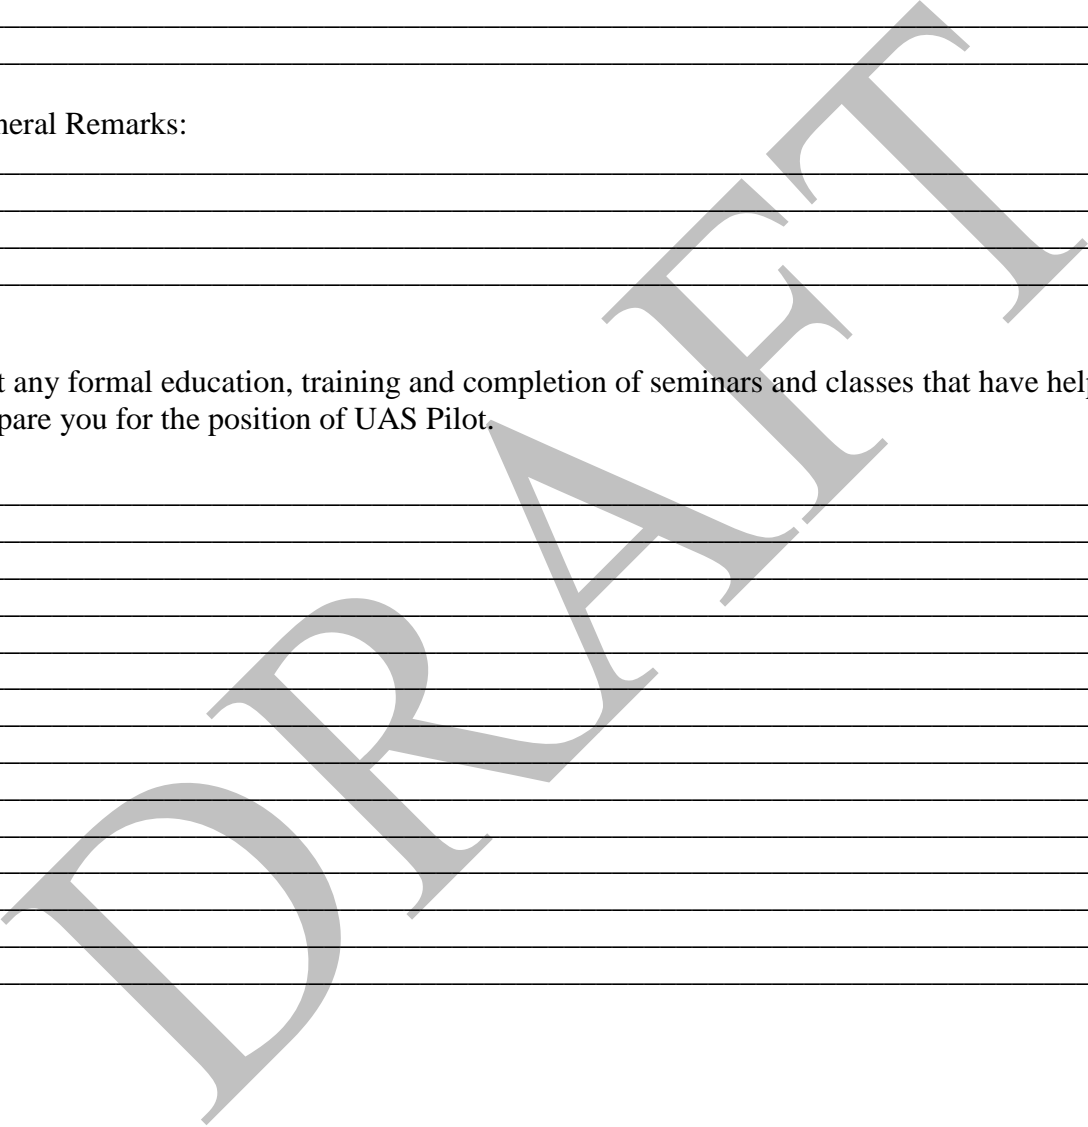 neral Remarks:
t any formal education, training and completion of seminars and classes that have help
pare you for the position of UAS Pilot.
DRAFT